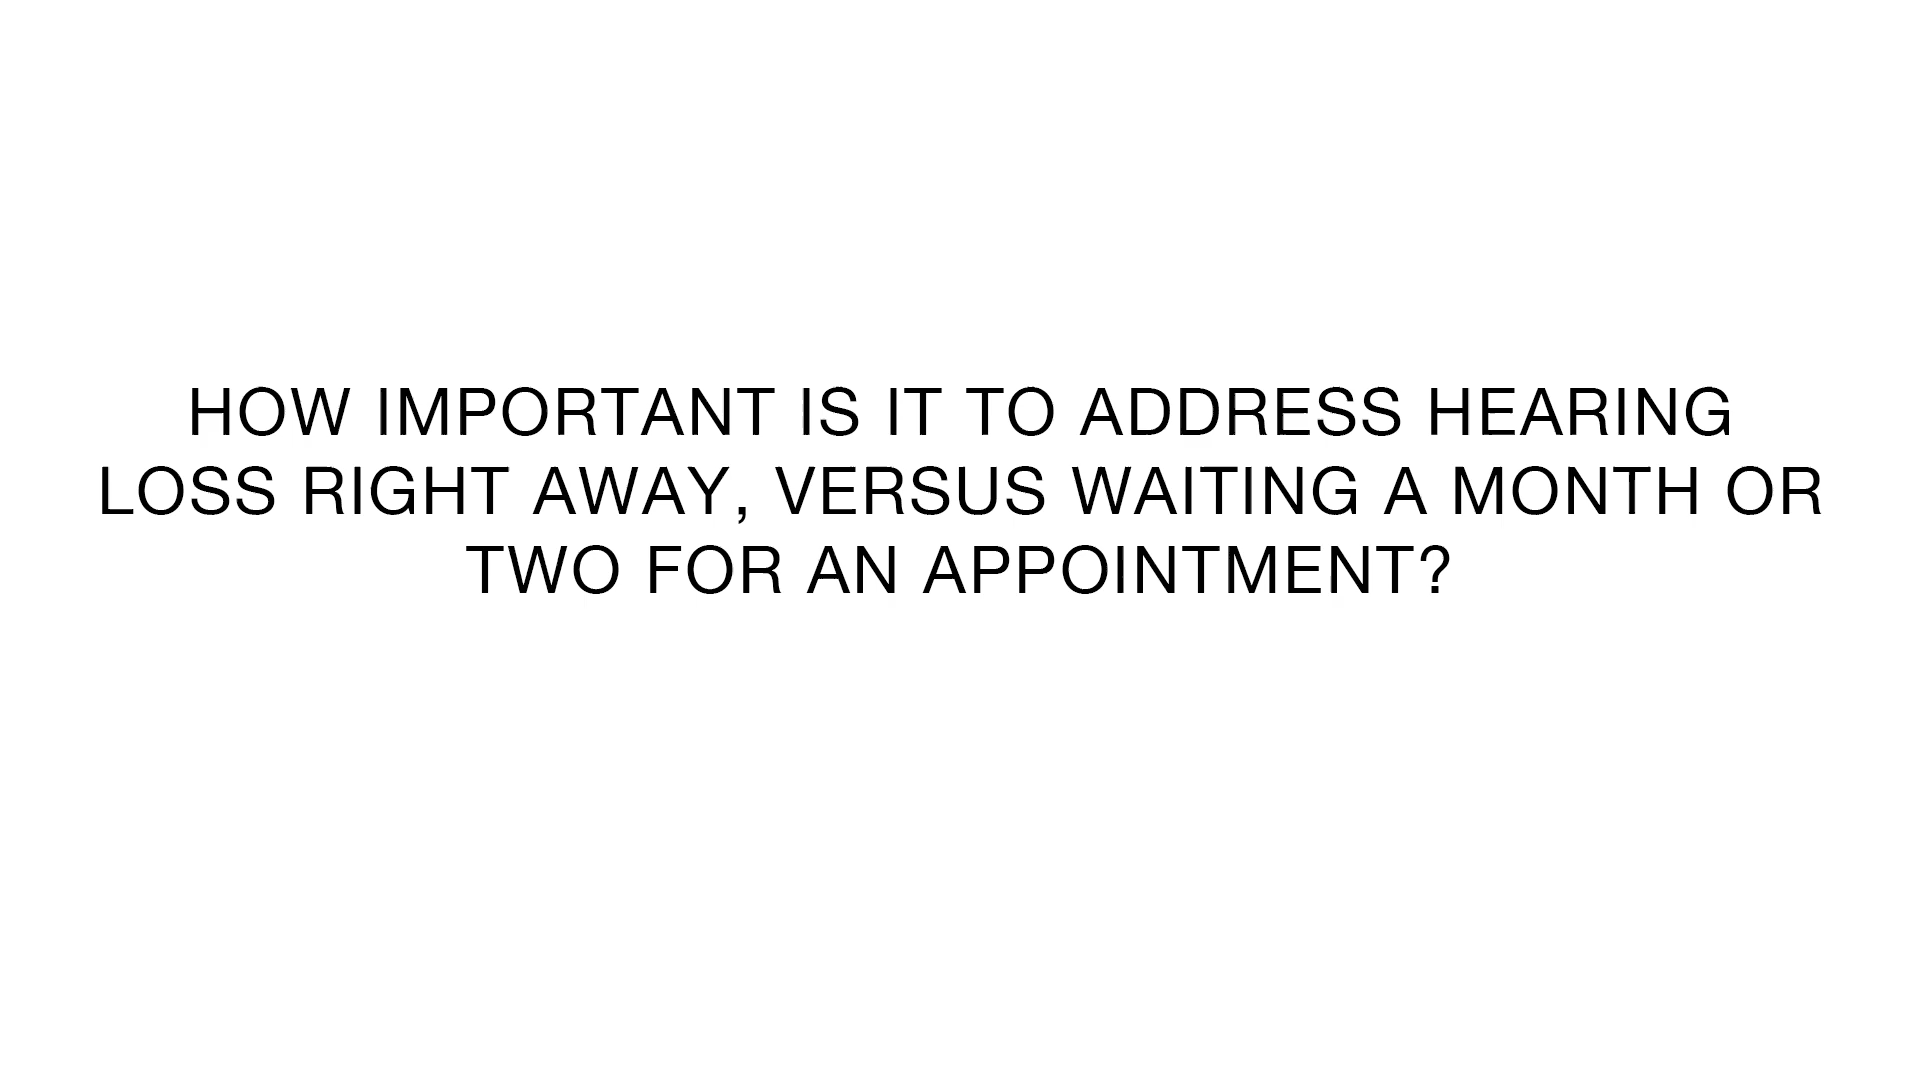 HOW IMPORTANT IS IT TO ADDRESS HEARING
LOSS RIGHT AWAY, VERSUS WAITING A MONTH OR
TWO FOR AN APPOINTMENT?